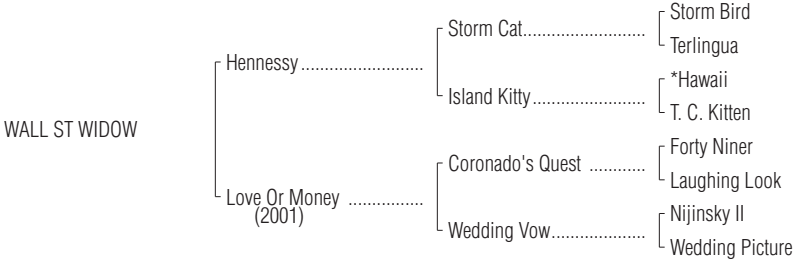 Storm Bird
Storm Cat..........................
Terlingua
Hennessy ..........................
*Hawaii
Island Kitty........................
T. C. Kitten
WALL ST WIDOW
Forty Niner
Coronado's Quest ............
Laughing Look
Love Or Money ................
(2001)
Nijinsky II
Wedding Vow....................
Wedding Picture